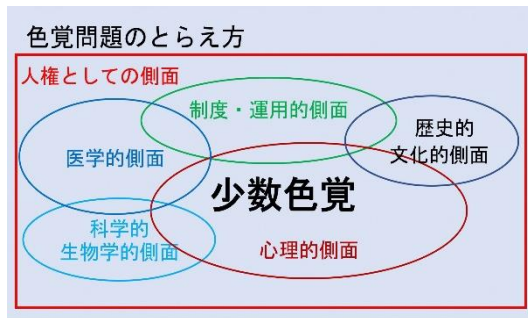 色覚問題のとらえ方
人権としての側面
制度・運用的側面
歴史的
文化的側面
医学的側面
少数色覚
科学的
生物学的側面
心理的側面